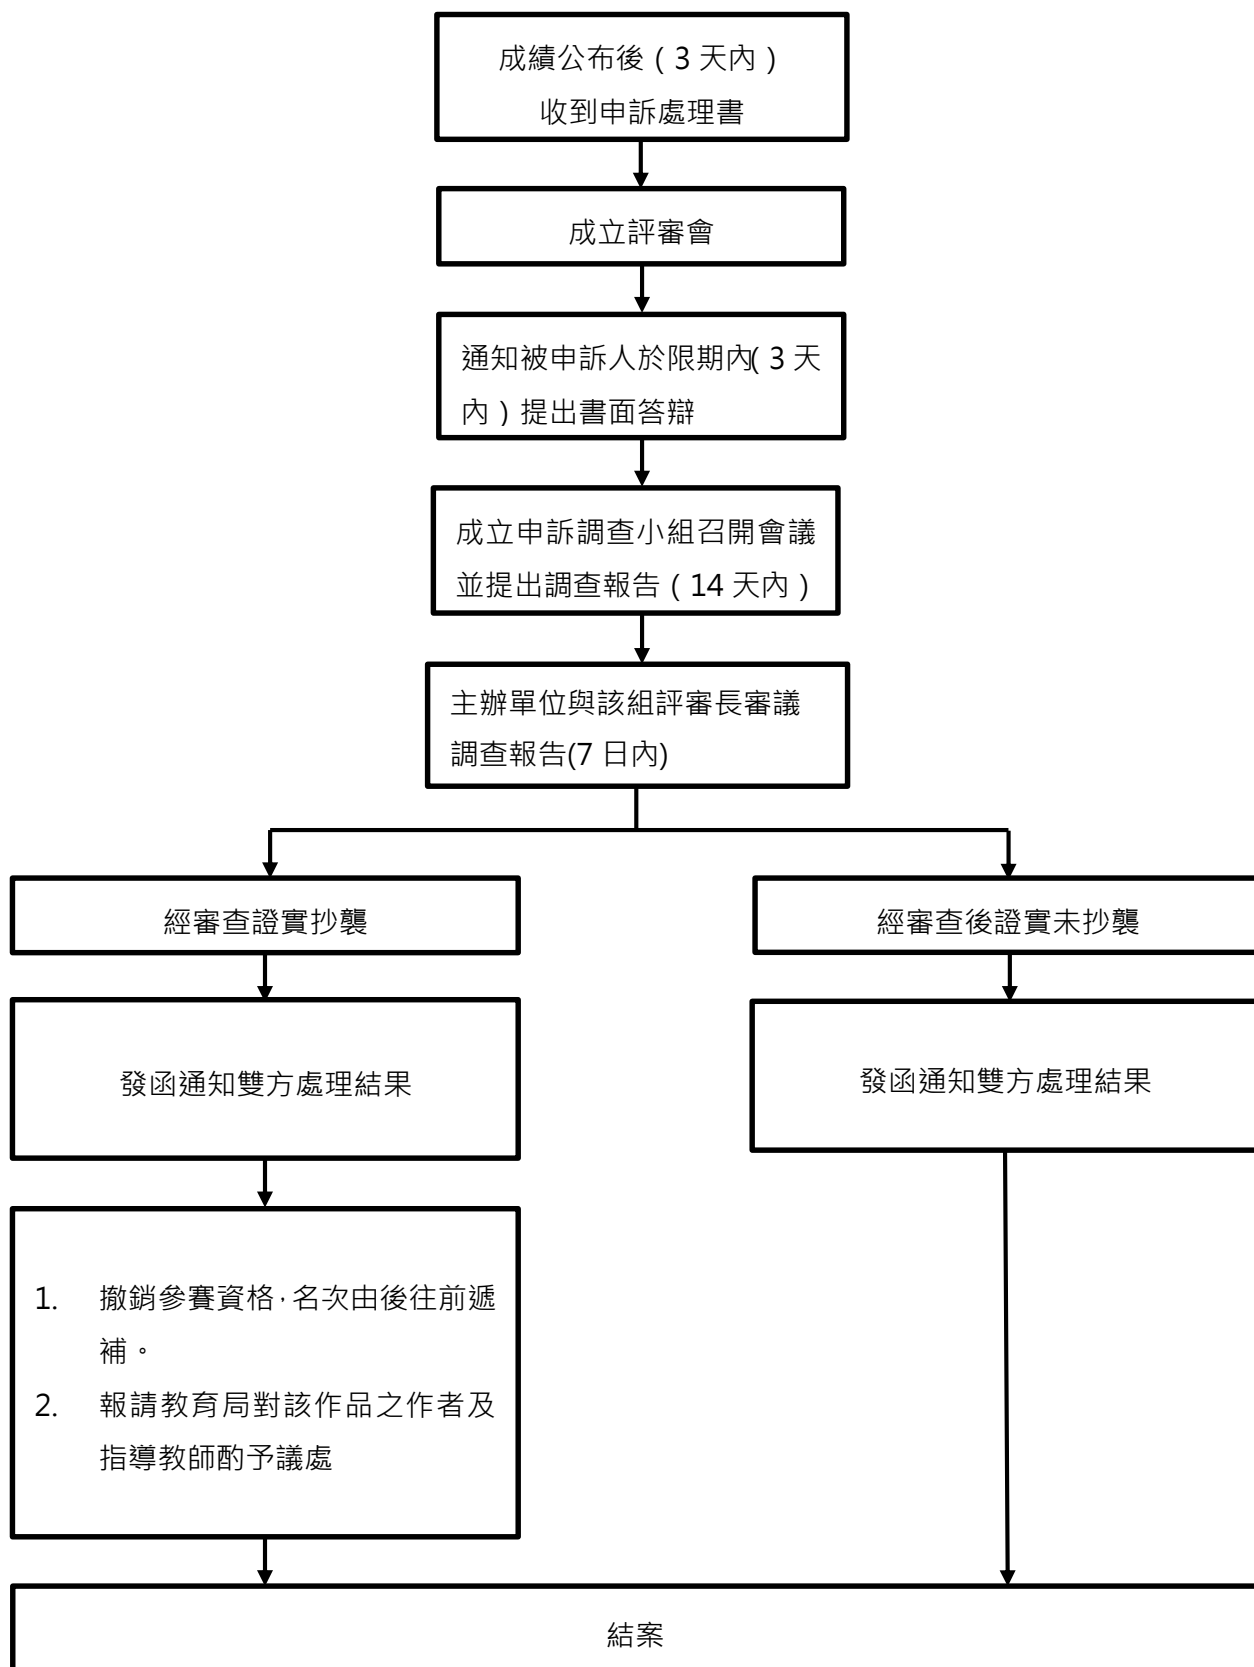 成績公布後（3 天內）
收到申訴處理書
成立評審會
通知被申訴人於限期內（3 天
內）提出書面答辯
成立申訴調查小組召開會議
並提出調查報告（14 天內）
主辦單位與該組評審長審議
調查報告(7 日內)
經審查證實抄襲
經審查後證實未抄襲
發函通知雙方處理結果
發函通知雙方處理結果
1. 撤銷參賽資格，名次由後往前遞
補。
2. 報請教育局對該作品之作者及
指導教師酌予議處
結案